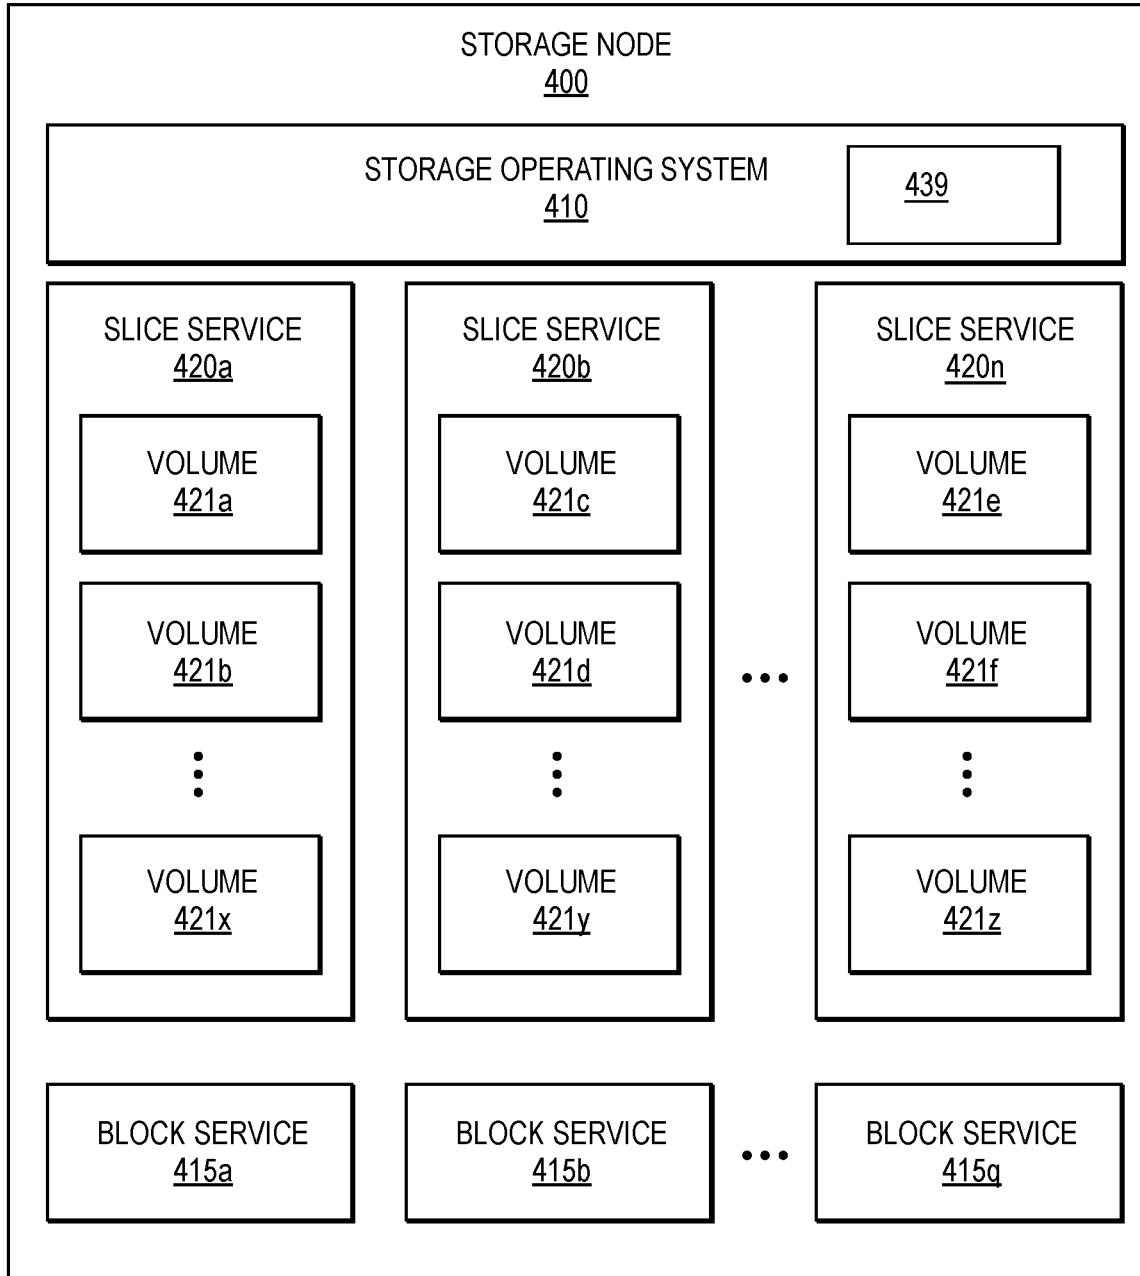 STORAGE NODE
400
STORAGE OPERATING SYSTEM
410
439
SLICE SERVICE
420a
VOLUME
421a
VOLUME
421b
VOLUME
421x
SLICE SERVICE
420b
VOLUME
421c
VOLUME
421d
VOLUME
421y
SLICE SERVICE
420n
VOLUME
421e
VOLUME
421f
VOLUME
421z
BLOCK SERVICE
415a
BLOCK SERVICE
415b
BLOCK SERVICE
415q